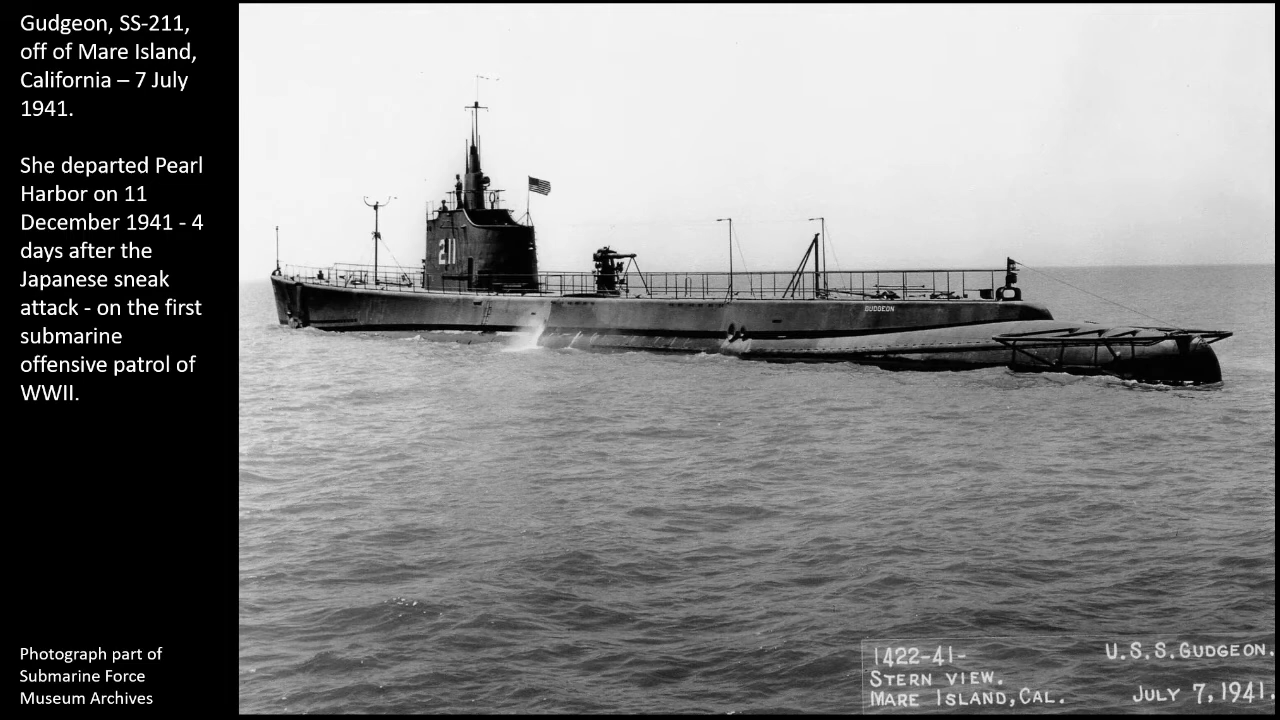 Gudgeon, SS-211,
off of Mare Island,
California – 7 July
1941.
She departed Pearl
Harbor on 11
December 1941 - 4
days after the
Japanese sneak
attack - on the first
submarine
offensive patrol of
WWII.
Photograph part of
Submarine Force
Museum Archives
211
GUDGEON
1422-41-
STERN VIEW.
MARE ISLAND, CAL.
U.S.S. GUDGEON.
JULY 7, 1941.